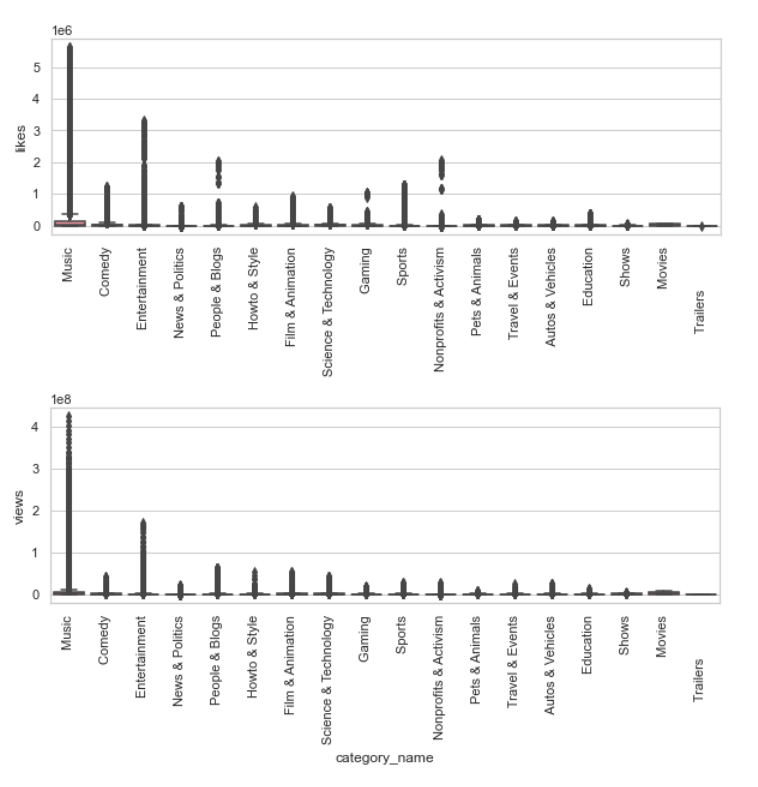 1e6
5
4
3
2
1
0
likes
Music
Comedy
Entertainment
News & Politics
People & Blogs
Howto & Style
Film & Animation
Science & Technology
Gaming
Sports
Nonprofits & Activism
Pets & Animals
Travel & Events
Autos & Vehicles
Education
Shows
Movies
Trailers
1e8
4
3
2
1
0
views
Music
Comedy
Entertainment
News & Politics
People & Blogs
Howto & Style
Film & Animation
Science & Technology
Gaming
Sports
Nonprofits & Activism
Pets & Animals
Travel & Events
Autos & Vehicles
Education
Shows
Movies
Trailers
category_name